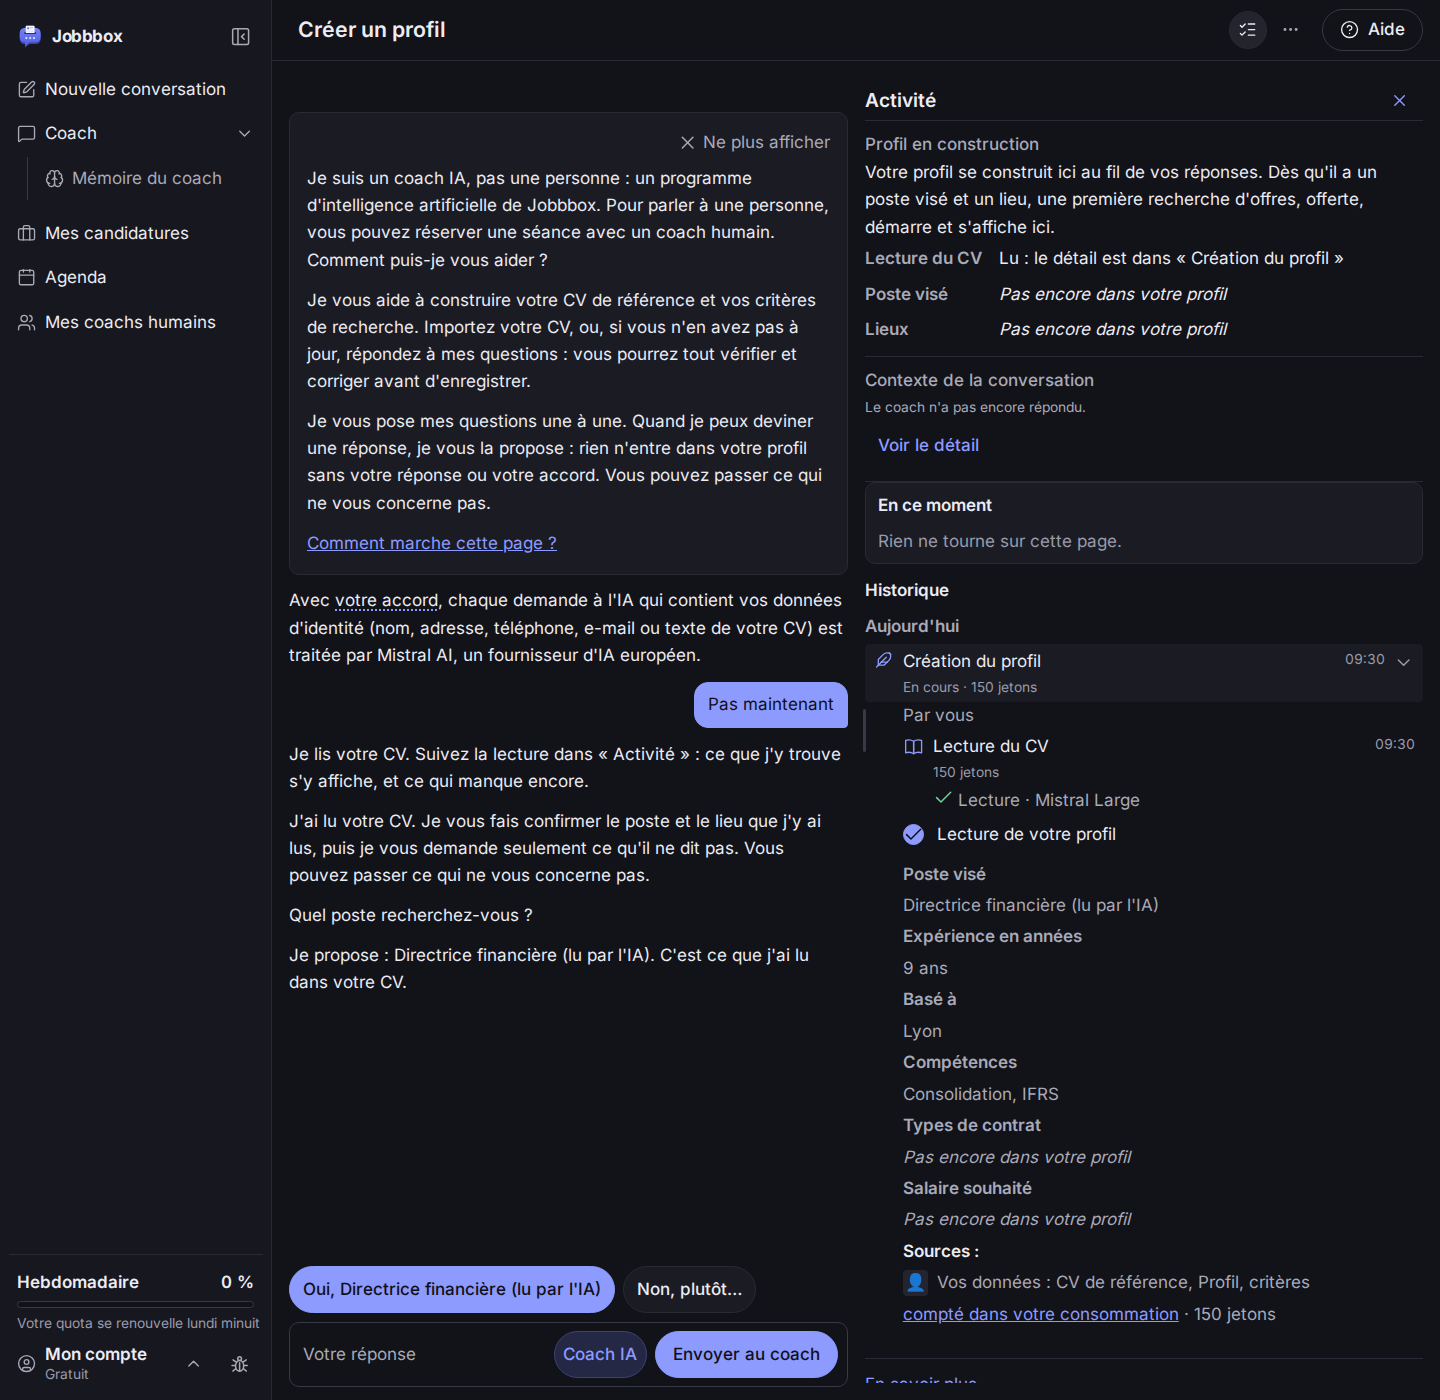 Jobbbox
Nouvelle conversation
Coach
Mémoire du coach
Mes candidatures
Agenda
Mes coachs humains
Hebdomadaire 0 %
Votre quota se renouvelle lundi minuit
Mon compte
Gratuit
Créer un profil
Aide
Ne plus afficher
Je suis un coach IA, pas une personne : un programme
d'intelligence artificielle de Jobbbox. Pour parler à une personne,
vous pouvez réserver une séance avec un coach humain.
Comment puis-je vous aider ?
Je vous aide à construire votre CV de référence et vos critères
de recherche. Importez votre CV, ou, si vous n'en avez pas à
jour, répondez à mes questions : vous pourrez tout vérifier et
corriger avant d'enregistrer.
Je vous pose mes questions une à une. Quand je peux deviner
une réponse, je vous la propose : rien n'entre dans votre profil
sans votre réponse ou votre accord. Vous pouvez passer ce qui
ne vous concerne pas.
Comment marche cette page ?
Avec votre accord, chaque demande à l'IA qui contient vos données
d'identité (nom, adresse, téléphone, e-mail ou texte de votre CV) est
traitée par Mistral AI, un fournisseur d'IA européen.
Pas maintenant
Je lis votre CV. Suivez la lecture dans « Activité » : ce que j'y trouve
s'y affiche, et ce qui manque encore.
J'ai lu votre CV. Je vous fais confirmer le poste et le lieu que j'y ai
lus, puis je vous demande seulement ce qu'il ne dit pas. Vous
pouvez passer ce qui ne vous concerne pas.
Quel poste recherchez-vous ?
Je propose : Directrice financière (lu par l'IA). C'est ce que j'ai lu
dans votre CV.
Oui, Directrice financière (lu par l'IA)
Non, plutôt...
Votre réponse
Coach IA
Envoyer au coach
Activité
Profil en construction
Votre profil se construit ici au fil de vos réponses. Dès qu'il a un
poste visé et un lieu, une première recherche d'offres, offerte,
démarre et s'affiche ici.
Lecture du CV Lu : le détail est dans « Création du profil »
Poste visé Pas encore dans votre profil
Lieux Pas encore dans votre profil
Contexte de la conversation
Le coach n'a pas encore répondu.
Voir le détail
En ce moment
Rien ne tourne sur cette page.
Historique
Aujourd'hui
Création du profil 09:30
En cours · 150 jetons
Par vous
Lecture du CV 09:30
150 jetons
Lecture · Mistral Large
Lecture de votre profil
Poste visé
Directrice financière (lu par l'IA)
Expérience en années
9 ans
Basé à
Lyon
Compétences
Consolidation, IFRS
Types de contrat
Pas encore dans votre profil
Salaire souhaité
Pas encore dans votre profil
Sources :
Vos données : CV de référence, Profil, critères
compté dans votre consommation · 150 jetons
En savoir plus